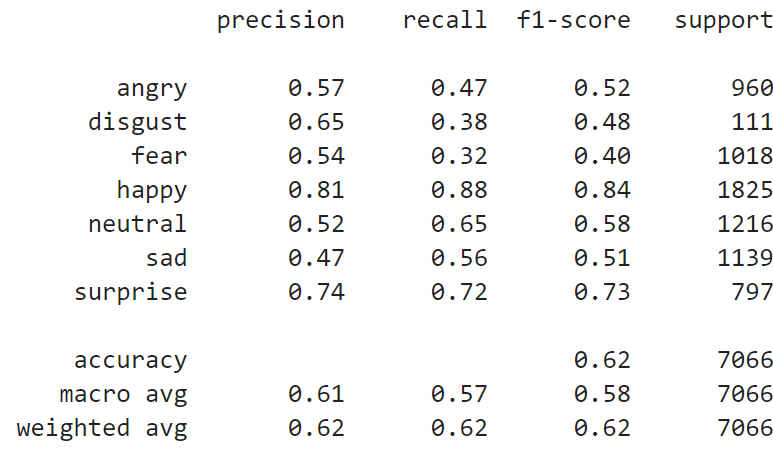 precision recall f1-score support
angry 0.57 0.47 0.52 960
disgust 0.65 0.38 0.48 111
fear 0.54 0.32 0.40 1018
happy 0.81 0.88 0.84 1825
neutral 0.52 0.65 0.58 1216
sad 0.47 0.56 0.51 1139
surprise 0.74 0.72 0.73 797
accuracy 0.62 7066
macro avg 0.61 0.57 0.58 7066
weighted avg 0.62 0.62 0.62 7066